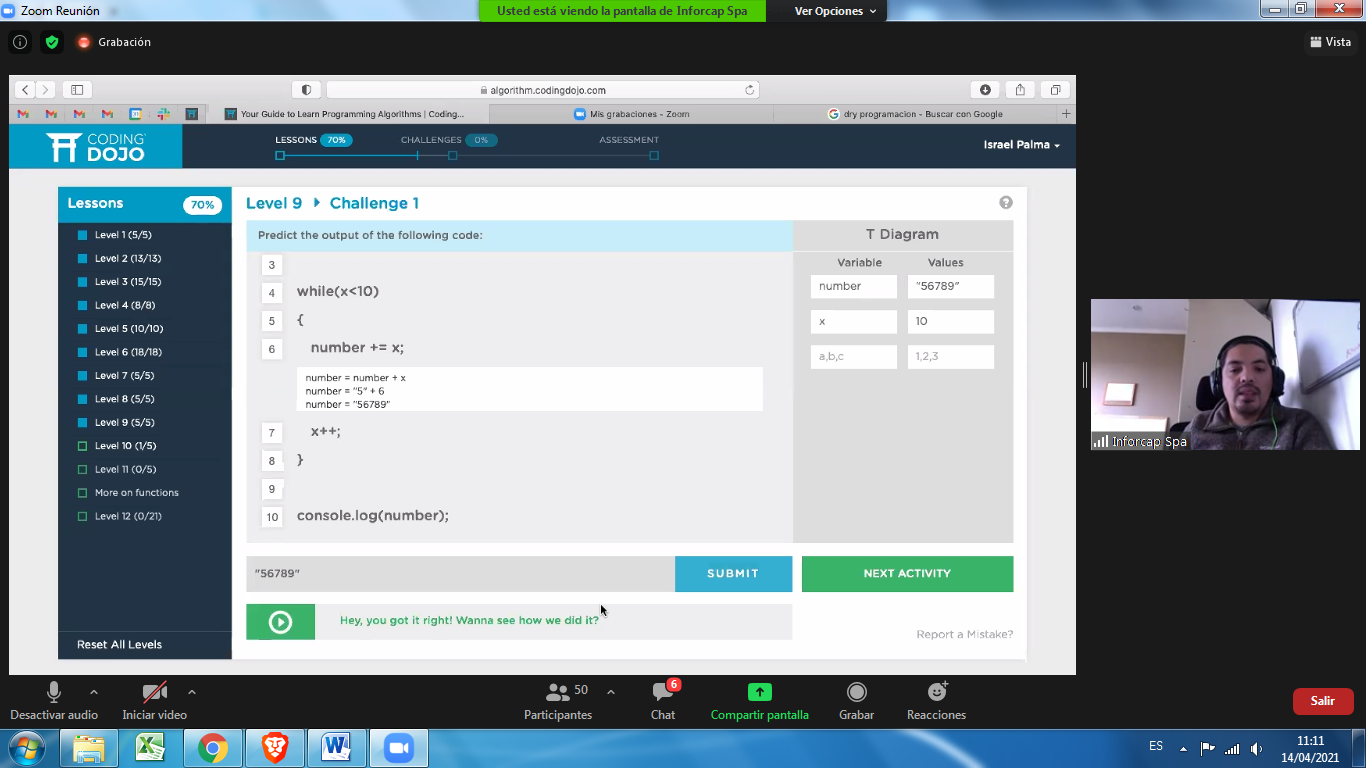 Zoom Reunión
Usted está viendo la pantalla de Inforcap Spa
Ver Opciones
Grabación
Vista
algorithm.codingdojo.com
Your Guide to Learn Programming Algorithms | Coding...
Mis grabaciones - Zoom
dry programacion - Buscar con Google
CODING DOJO
LESSONS 70%
CHALLENGES 0%
ASSESSMENT
Israel Palma
Lessons 70%
Level 1 (5/5)
Level 2 (13/13)
Level 3 (15/15)
Level 4 (8/8)
Level 5 (10/10)
Level 6 (18/18)
Level 7 (5/5)
Level 8 (5/5)
Level 9 (5/5)
Level 10 (1/5)
Level 11 (0/5)
More on functions
Level 12 (0/21)
Reset All Levels
Level 9 Challenge 1
?
Predict the output of the following code:
3
4 while(x<10)
5 {
6 number += x;
number = number + x
number = "5" + 6
number = "56789"
7 x++;
8 }
9
10 console.log(number);
T Diagram
Variable Values
number "56789"
x 10
a,b,c 1,2,3
"56789"
SUBMIT
NEXT ACTIVITY
Hey, you got it right! Wanna see how we did it?
Report a Mistake?
Inforcap Spa
Desactivar audio
Iniciar video
50
Participantes
6
Chat
Compartir pantalla
Grabar
Reacciones
Salir
ES
11:11
14/04/2021